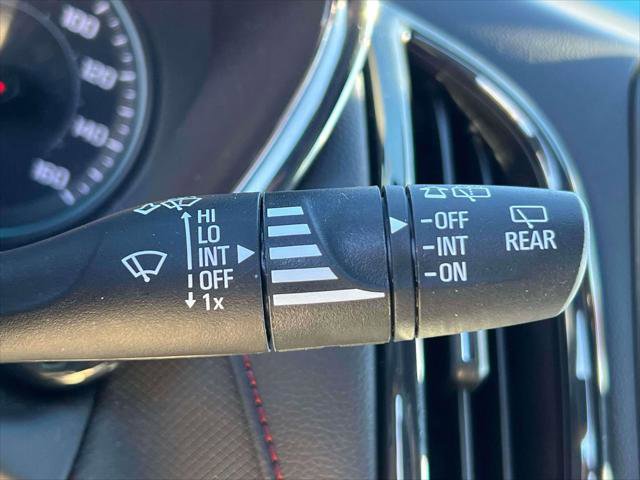 100
120
140
160
HI
LO
INT
OFF
1x
-OFF
-INT
-ON
REAR